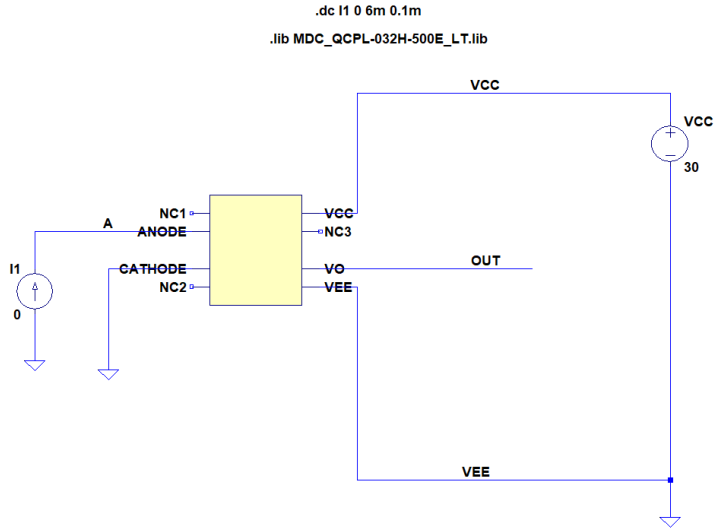 .dc I1 0 6m 0.1m
.lib MDC_QCPL-032H-500E_LT.lib
VCC
VCC
30
NC1
VCC
A
ANODE
NC3
I1
CATHODE
VO
OUT
NC2
VEE
0
VEE